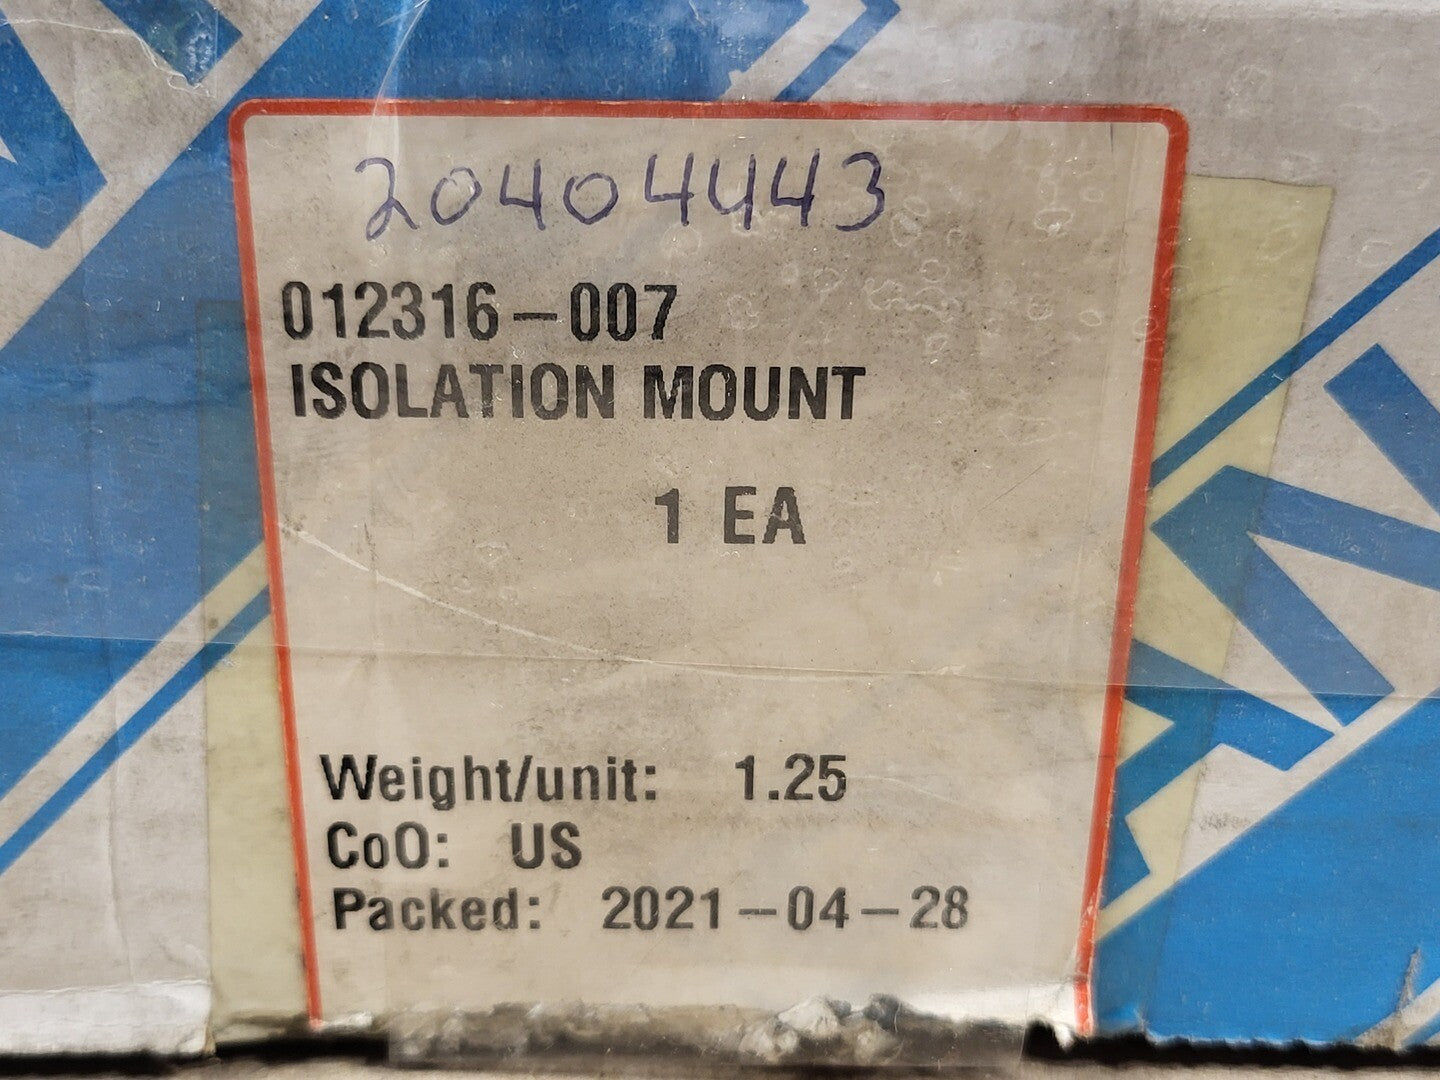 20404443
012316-007
ISOLATION MOUNT
1 EA
Weight/unit: 1.25
CoO: US
Packed: 2021-04-28